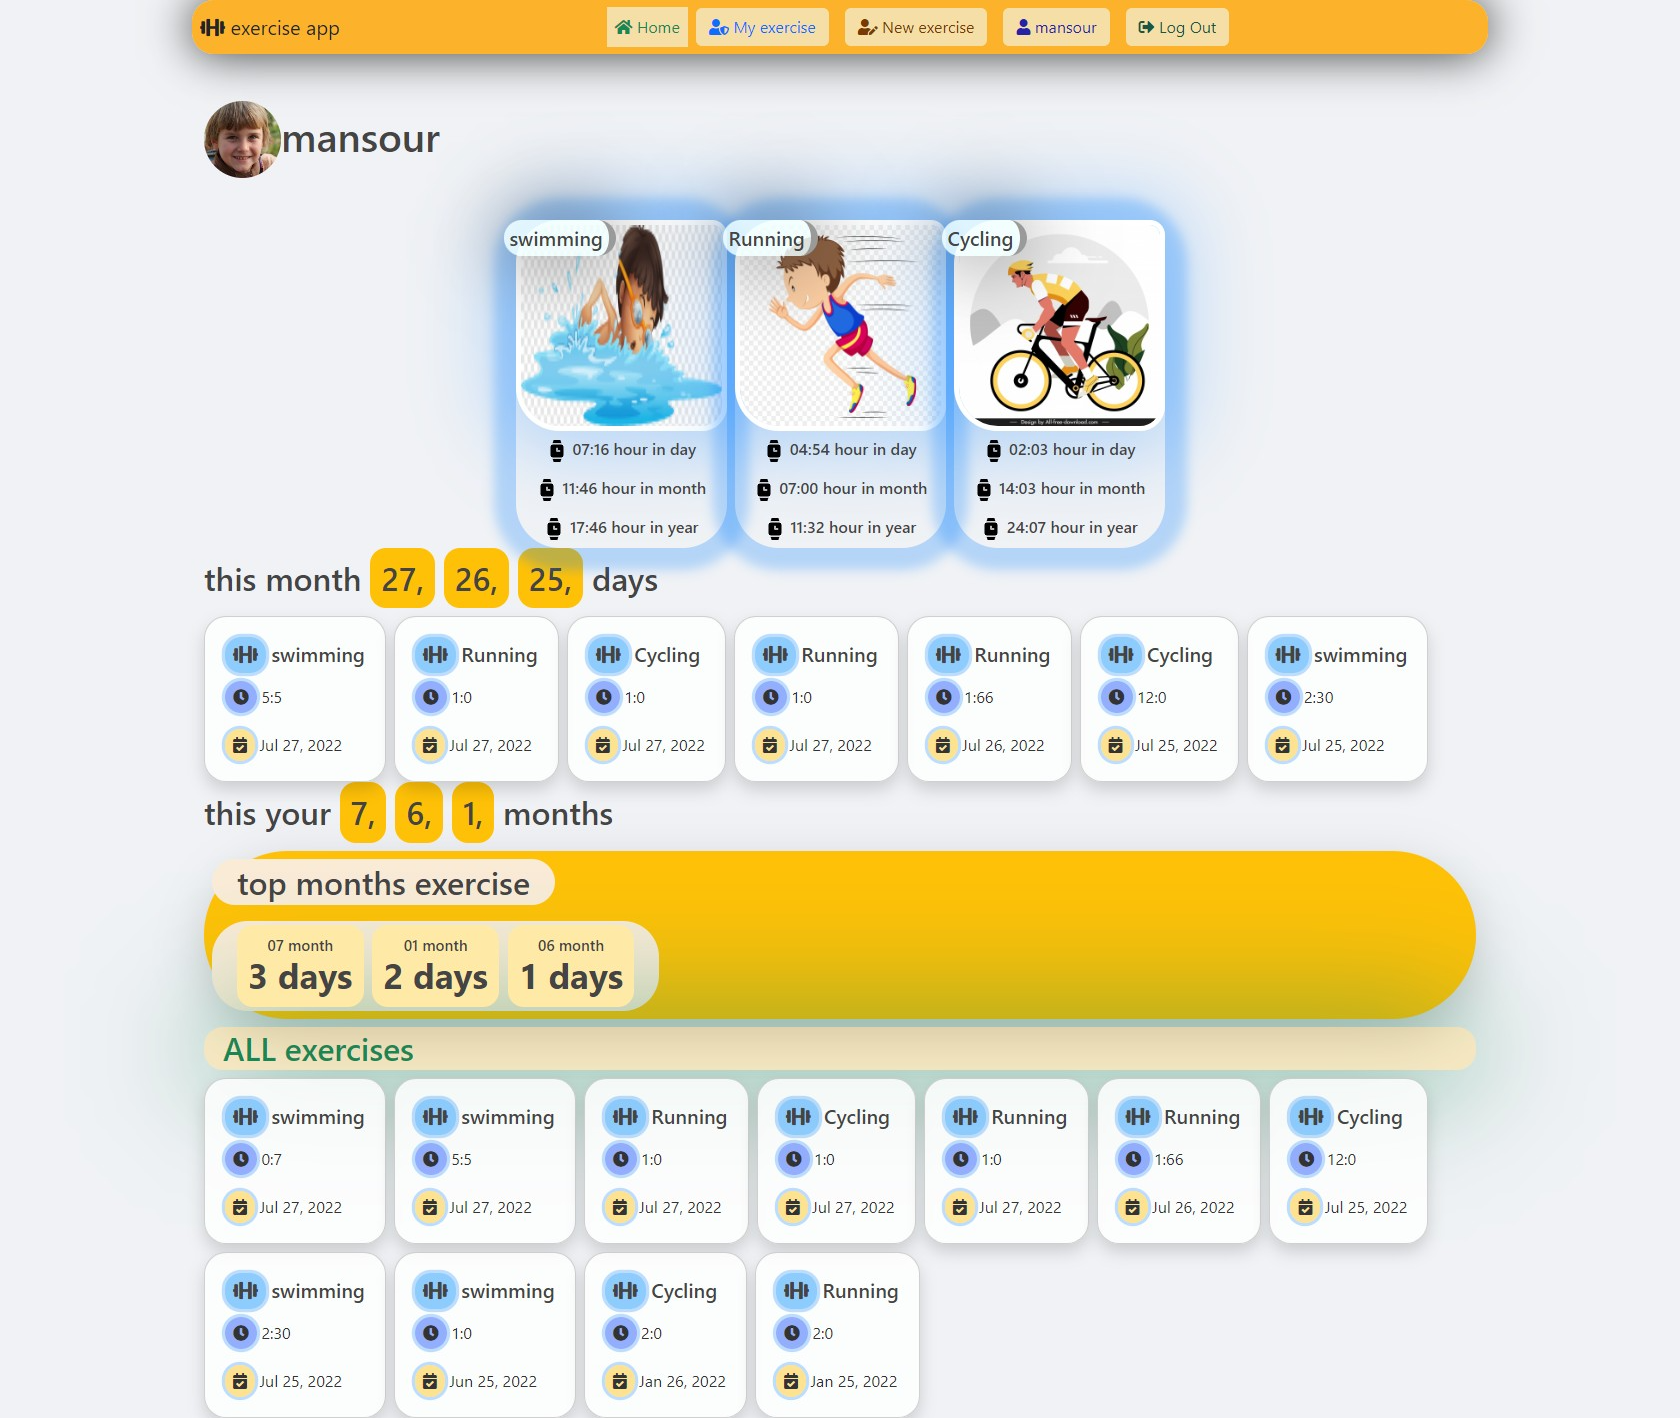 exercise app
Home
My exercise
New exercise
mansour
Log Out
mansour
swimming
Running
Cycling
Design by All-free-download.com
07:16 hour in day
04:54 hour in day
02:03 hour in day
11:46 hour in month
07:00 hour in month
14:03 hour in month
17:46 hour in year
11:32 hour in year
24:07 hour in year
this month 27, 26, 25, days
swimming
5:5
Jul 27, 2022
Running
1:0
Jul 27, 2022
Cycling
1:0
Jul 27, 2022
Running
1:0
Jul 27, 2022
Running
1:66
Jul 26, 2022
Cycling
12:0
Jul 25, 2022
swimming
2:30
Jul 25, 2022
this your 7, 6, 1, months
top months exercise
07 month
3 days
01 month
2 days
06 month
1 days
ALL exercises
swimming
0:7
Jul 27, 2022
swimming
5:5
Jul 27, 2022
Running
1:0
Jul 27, 2022
Cycling
1:0
Jul 27, 2022
Running
1:0
Jul 27, 2022
Running
1:66
Jul 26, 2022
Cycling
12:0
Jul 25, 2022
swimming
2:30
Jul 25, 2022
swimming
1:0
Jun 25, 2022
Cycling
2:0
Jan 26, 2022
Running
2:0
Jan 25, 2022